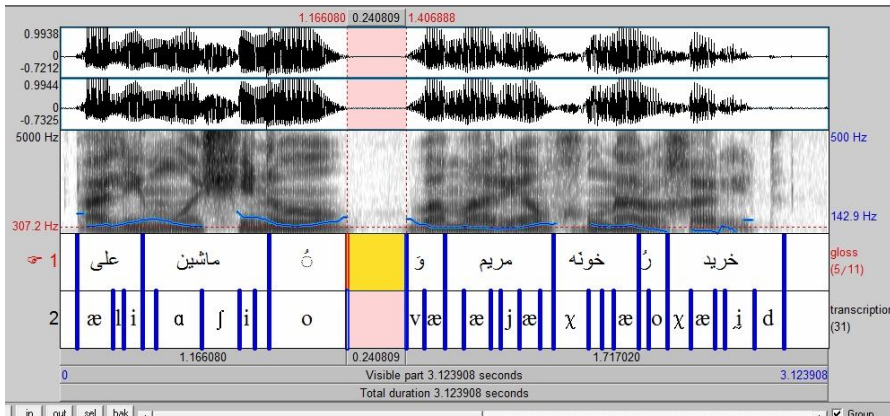 1.166080 0.240809 1.406888
0.9938
0
-0.7212
0.9944
0
-0.7325
5000 Hz 500 Hz
307.2 Hz 142.9 Hz
☞ 1 علی ماشین ◌ُ وَ مریم خونَه رُ خرید gloss
(5/11)
2 æ l i ɑ ʃ i o v æ æ j æ χ æ o χ æ j d transcription
(31)
1.166080 0.240809 1.717020
0 Visible part 3.123908 seconds 3.123908
Total duration 3.123908 seconds
in out sel bak Group